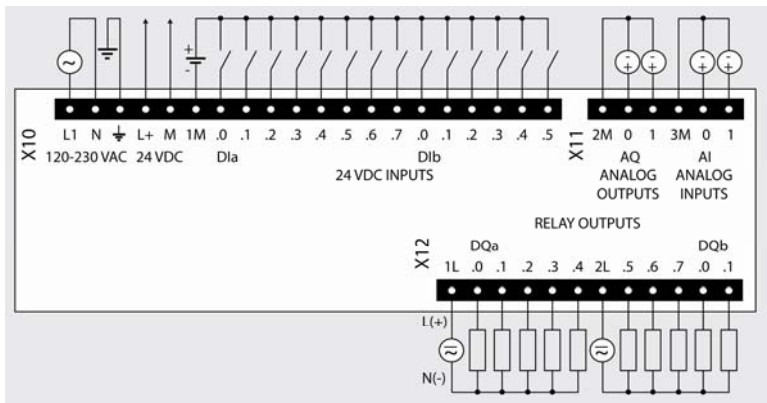 +
-
X10
L1 N L+ M 1M .0 .1 .2 .3 .4 .5 .6 .7 .0 .1 .2 .3 .4 .5
120-230 VAC 24 VDC DIa DIb
24 VDC INPUTS
X11
2M 0 1 3M 0 1
AQ AI
ANALOG ANALOG
OUTPUTS INPUTS
RELAY OUTPUTS
X12
DQa DQb
1L .0 .1 .2 .3 .4 2L .5 .6 .7 .0 .1
L(+)
N(-)